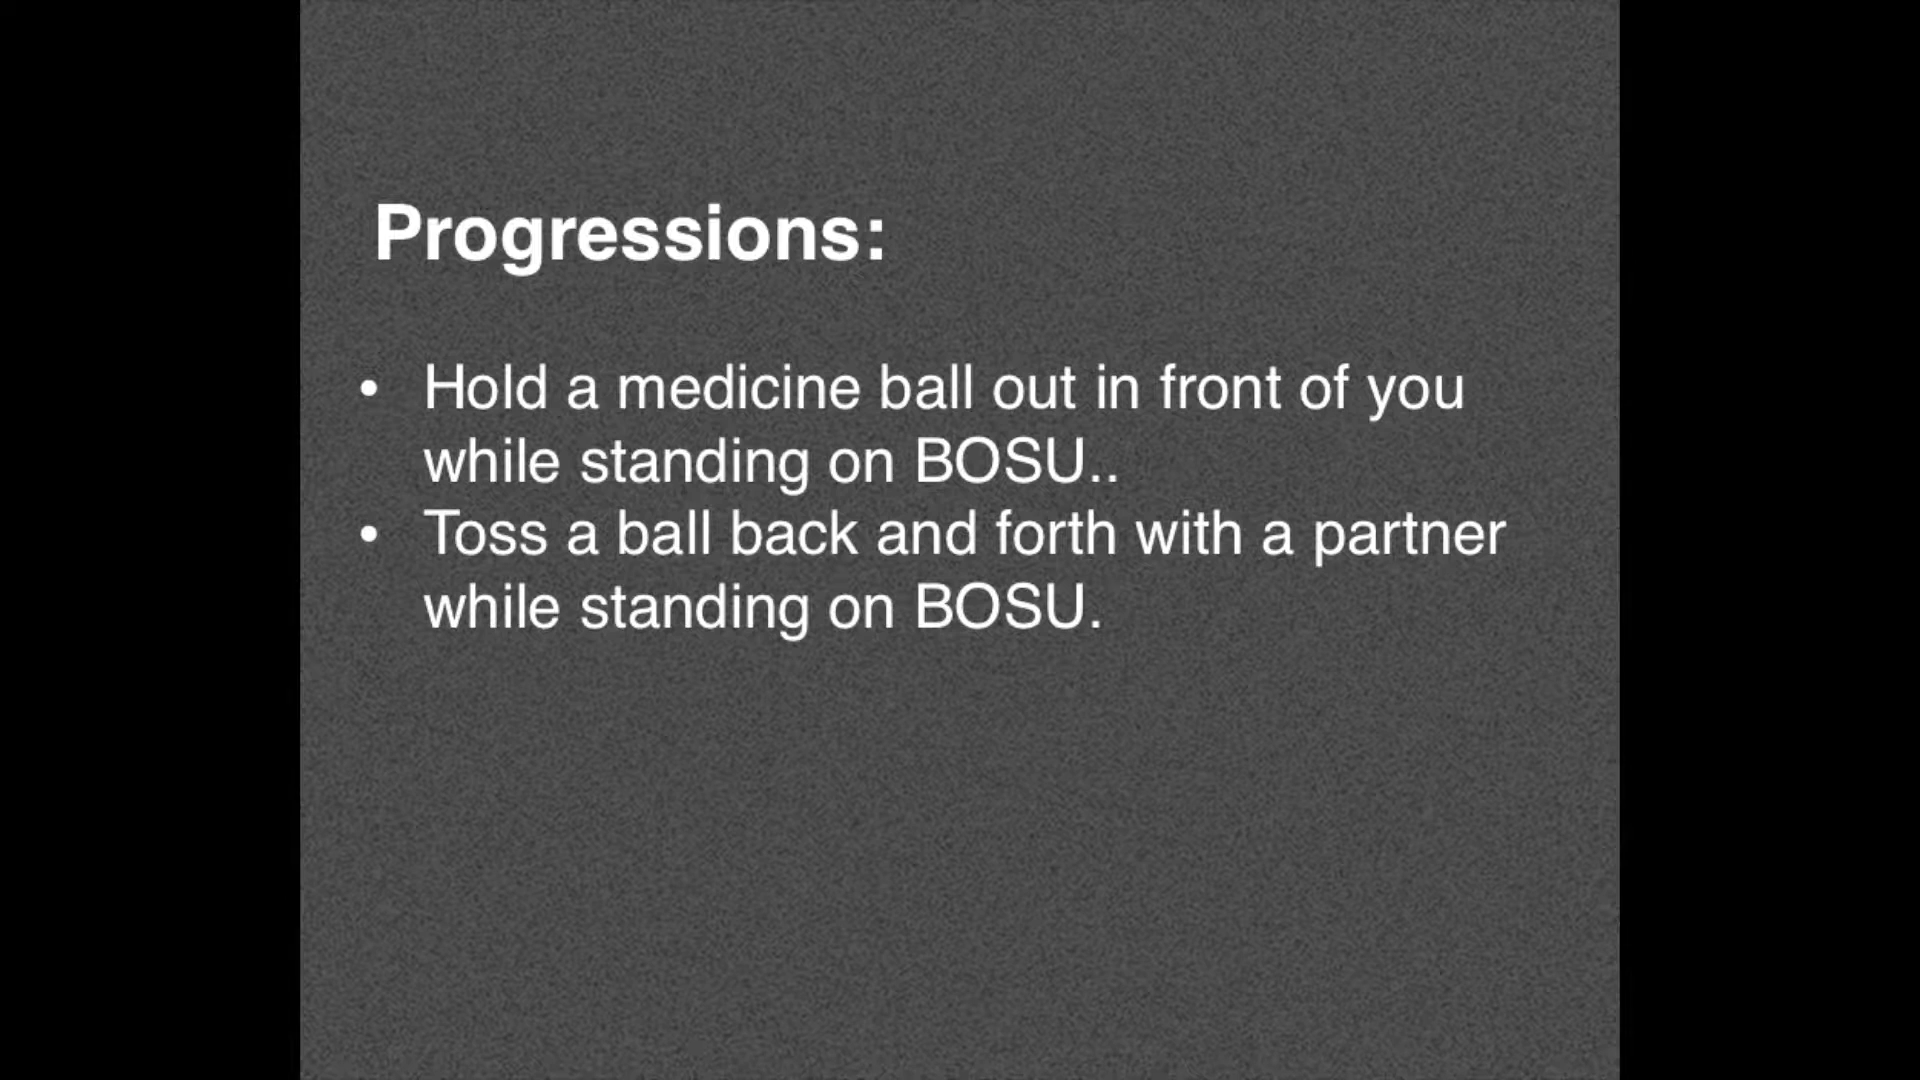 Progressions:
• Hold a medicine ball out in front of you
while standing on BOSU..
• Toss a ball back and forth with a partner
while standing on BOSU.